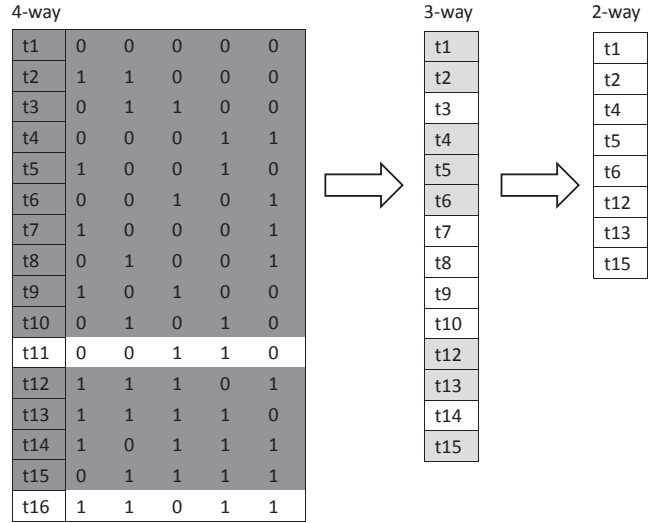 4-way 3-way 2-way
t1 0 0 0 0 0 t1 t1
t2 1 1 0 0 0 t2 t2
t3 0 1 1 0 0 t3 t4
t4 0 0 0 1 1 t4 t5
t5 1 0 0 1 0 t5 t6
t6 0 0 1 0 1 t6 t12
t7 1 0 0 0 1 t7 t13
t8 0 1 0 0 1 t8 t15
t9 1 0 1 0 0 t9
t10 0 1 0 1 0 t10
t11 0 0 1 1 0 t12
t12 1 1 1 0 1 t13
t13 1 1 1 1 0 t14
t14 1 0 1 1 1 t15
t15 0 1 1 1 1
t16 1 1 0 1 1